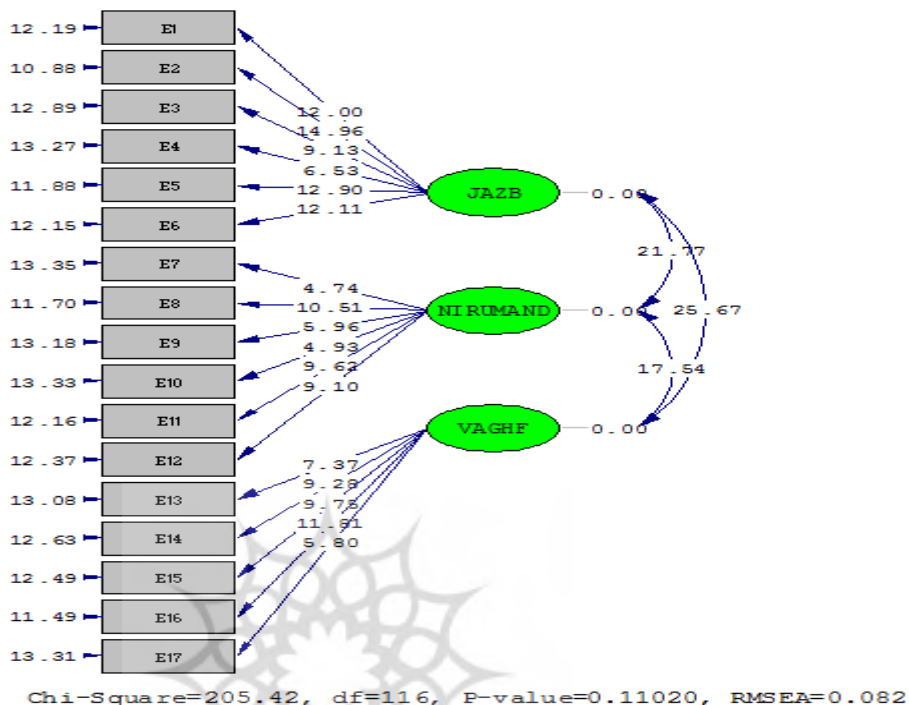 12.19 E1
10.88 E2
12.89 E3
13.27 E4
11.88 E5
12.15 E6
13.35 E7
11.70 E8
13.18 E9
13.33 E10
12.16 E11
12.37 E12
13.08 E13
12.63 E14
12.49 E15
11.49 E16
13.31 E17
12.00
14.96
9.13
6.53
12.90
12.11
4.74
10.51
5.96
4.93
9.62
9.10
7.37
9.28
9.75
11.81
5.80
JAZB 0.00
NIRUMAND 0.00
VAGHF 0.00
21.77
25.67
17.54
Chi-Square=205.42, df=116, P-value=0.11020, RMSEA=0.082